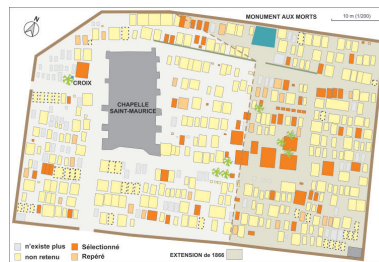 MONUMENT AUX MORTS
10 m (1/200)
N
CROIX
CHAPELLE
SAINT-MAURICE
n'existe plus
Sélectionné
non retenu
Repéré
EXTENSION de 1866